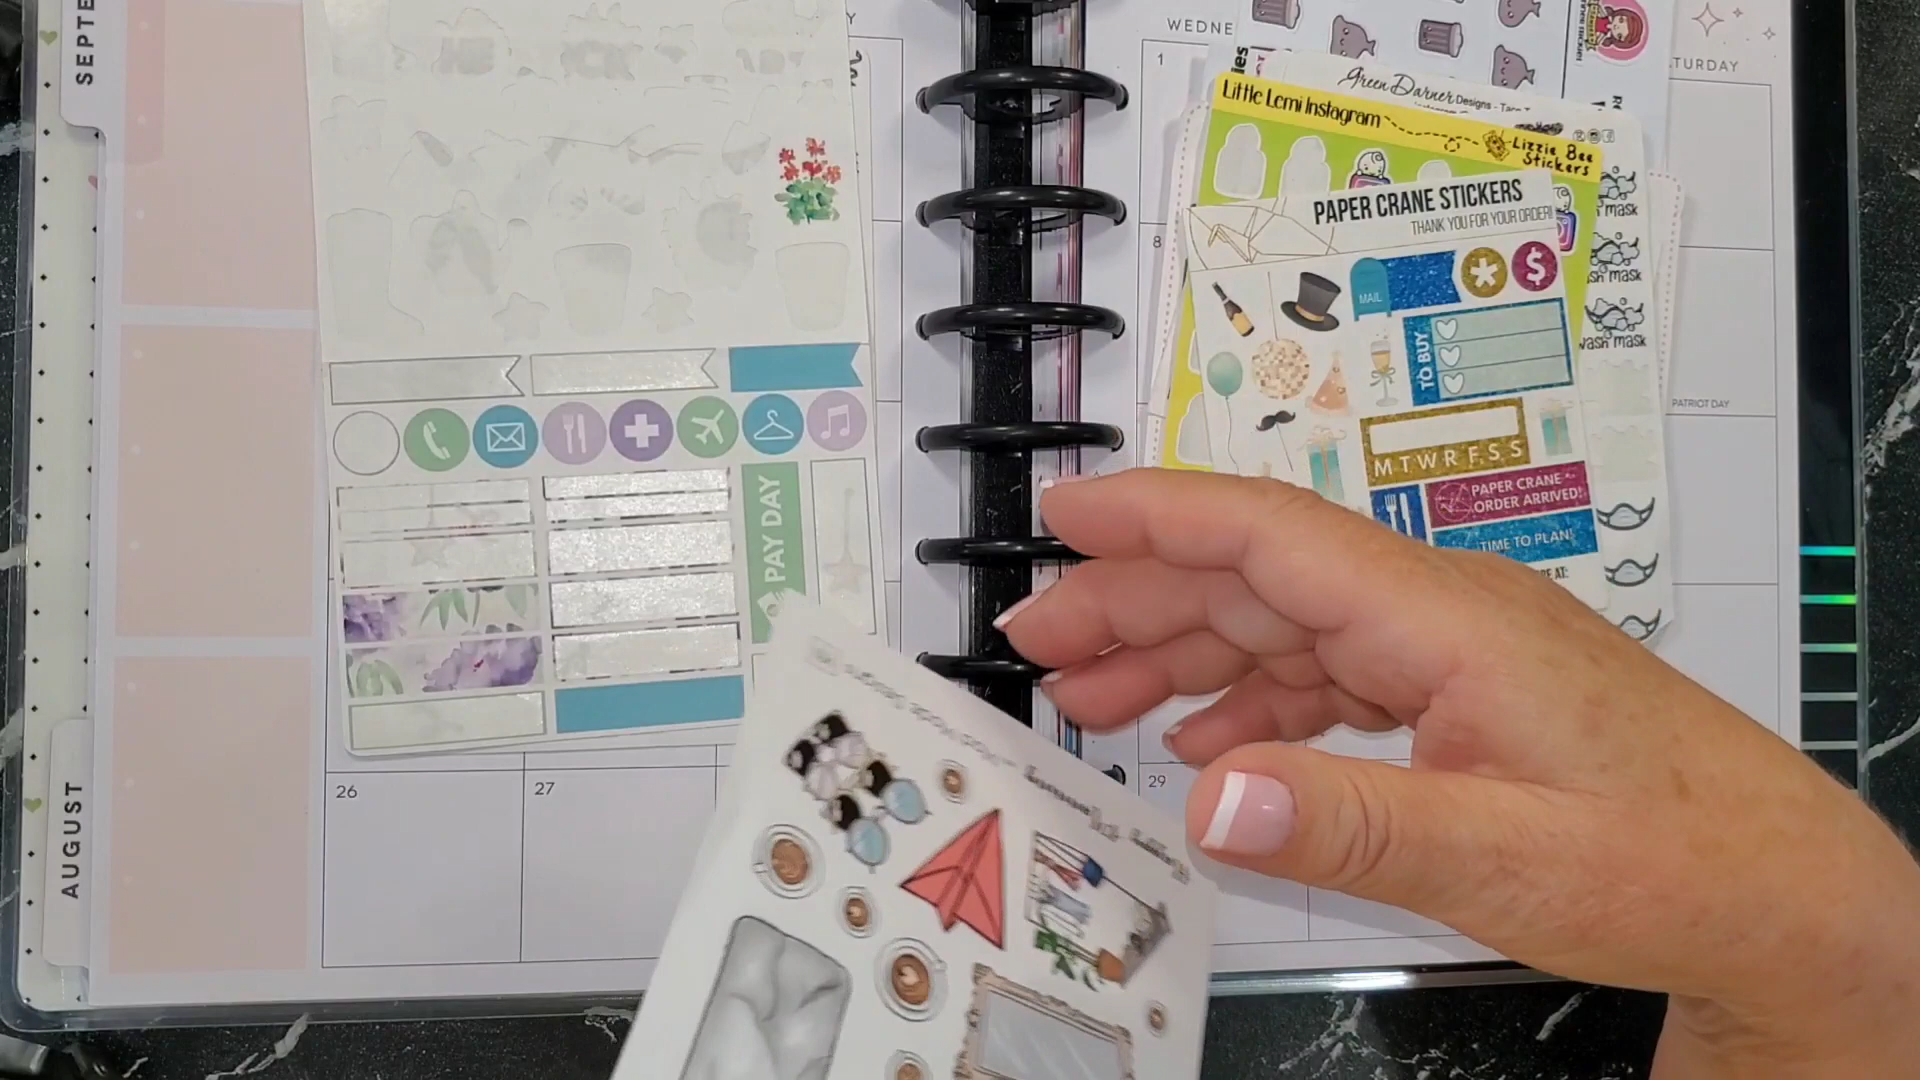 SEPTE
AUGUST
WEDNE
TURDAY
1
8
PATRIOT DAY
26
27
29
PAY DAY
Green Darner Designs
Little Lemi Instagram
Lizzie Bee
Stickers
PAPER CRANE STICKERS
THANK YOU FOR YOUR ORDER!
MAIL
*
$
TO BUY
M T W R F S S
PAPER CRANE
ORDER ARRIVED!
TIME TO PLAN!
mask
sh mask
wash mask